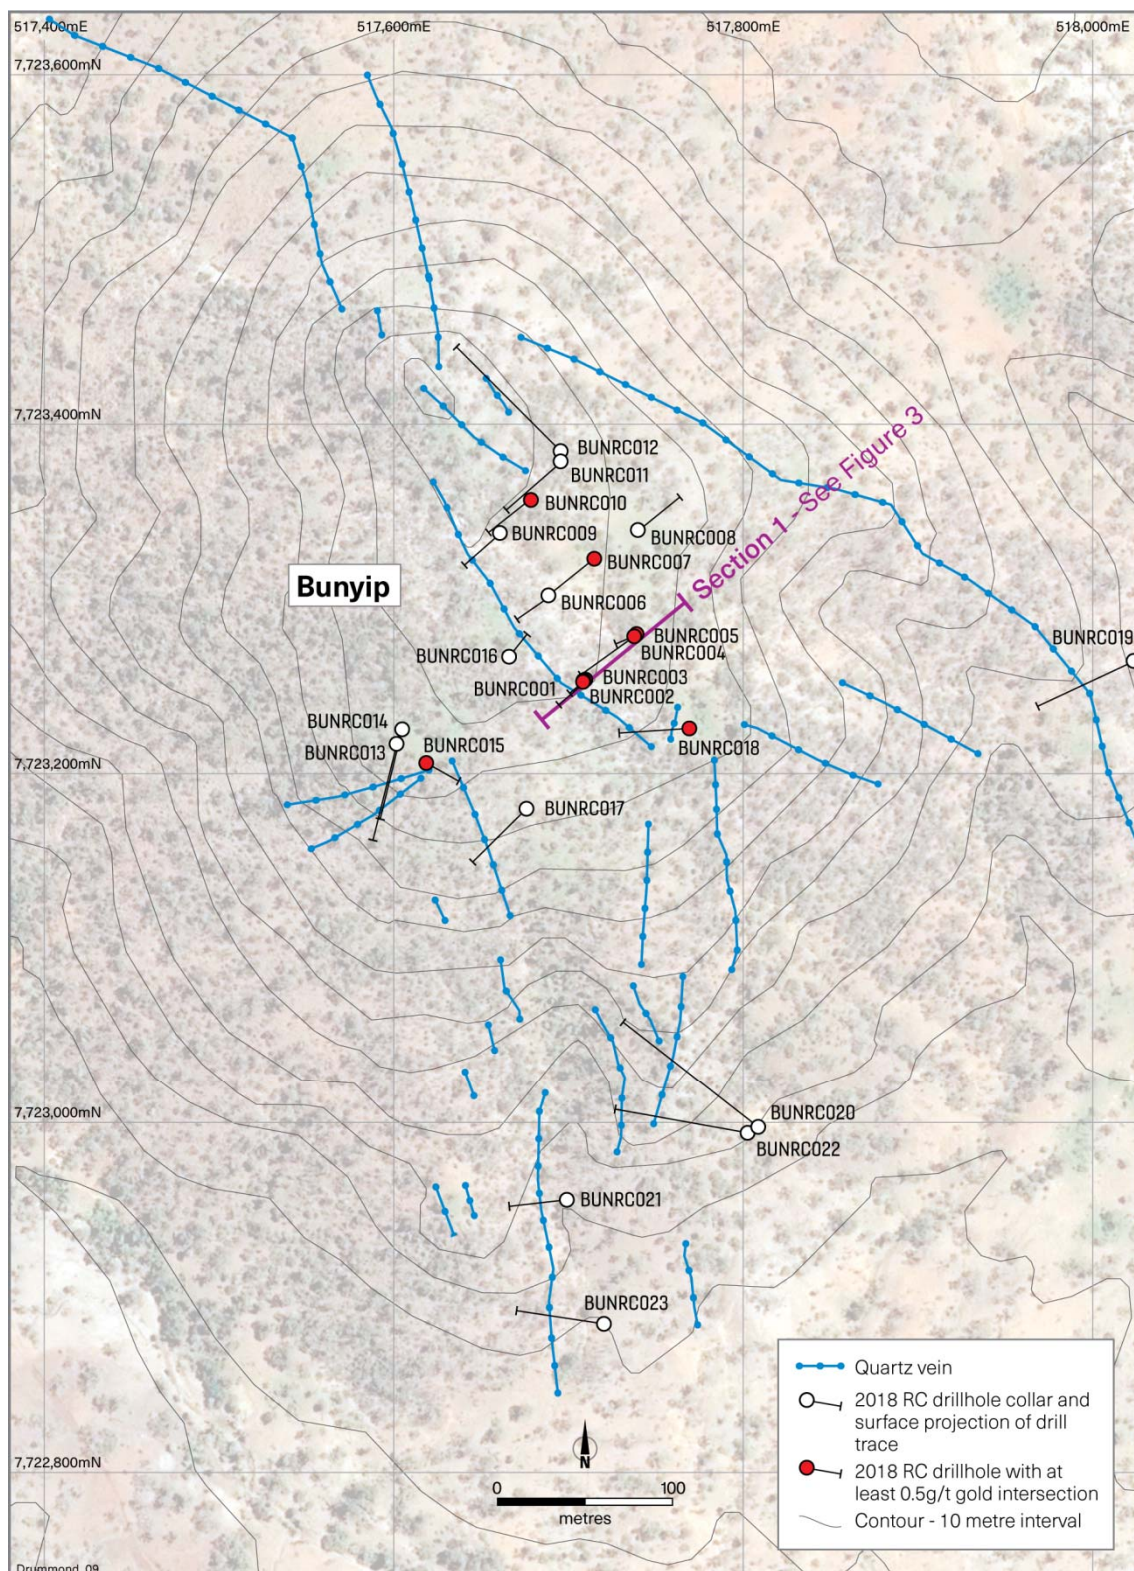 517,400mE
517,600mE
517,800mE
518,000mE
7,723,600mN
7,723,400mN
BUNRC012
BUNRC011
BUNRC010
BUNRC009
BUNRC008
Section 1 - See Figure 3
BUNRC007
Bunyip
BUNRC006
BUNRC005
BUNRC004
BUNRC019
BUNRC016
BUNRC003
BUNRC001
BUNRC002
BUNRC014
BUNRC013
BUNRC015
BUNRC018
7,723,200mN
BUNRC017
7,723,000mN
BUNRC020
BUNRC022
BUNRC021
BUNRC023
Quartz vein
2018 RC drillhole collar and
surface projection of drill
trace
2018 RC drillhole with at
least 0.5g/t gold intersection
Contour - 10 metre interval
N
7,722,800mN
0 100
metres
Drummond_09